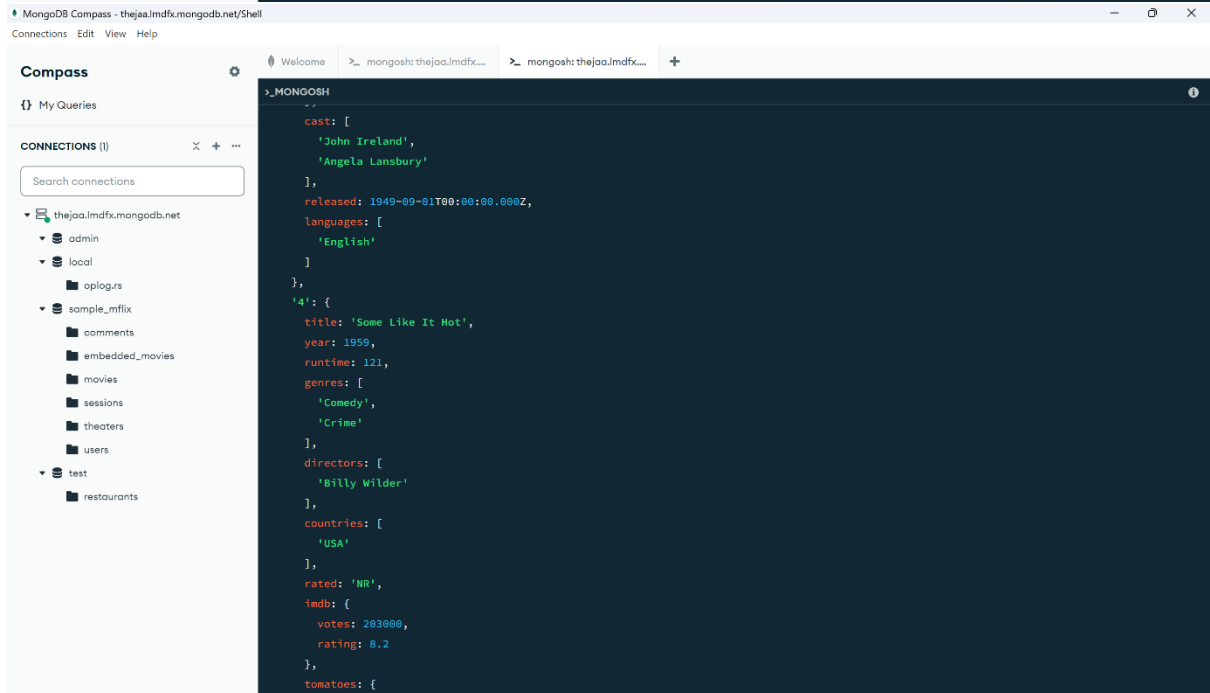 MongoDB Compass - thejaa.lmdfx.mongodb.net/Shell
Connections Edit View Help
Compass
{} My Queries
CONNECTIONS (1)
Search connections
thejaa.lmdfx.mongodb.net
admin
local
oplog.rs
sample_mflix
comments
embedded_movies
movies
sessions
theaters
users
test
restaurants
Welcome
>_ mongosh: thejaa.lmdfx....
>_ mongosh: thejaa.lmdfx....
>_MONGOSH
cast: [
'John Ireland',
'Angela Lansbury'
],
released: 1949-09-01T00:00:00.000Z,
languages: [
'English'
]
},
'4': {
title: 'Some Like It Hot',
year: 1959,
runtime: 121,
genres: [
'Comedy',
'Crime'
],
directors: [
'Billy Wilder'
],
countries: [
'USA'
],
rated: 'NR',
imdb: {
votes: 203000,
rating: 8.2
},
tomatoes: {